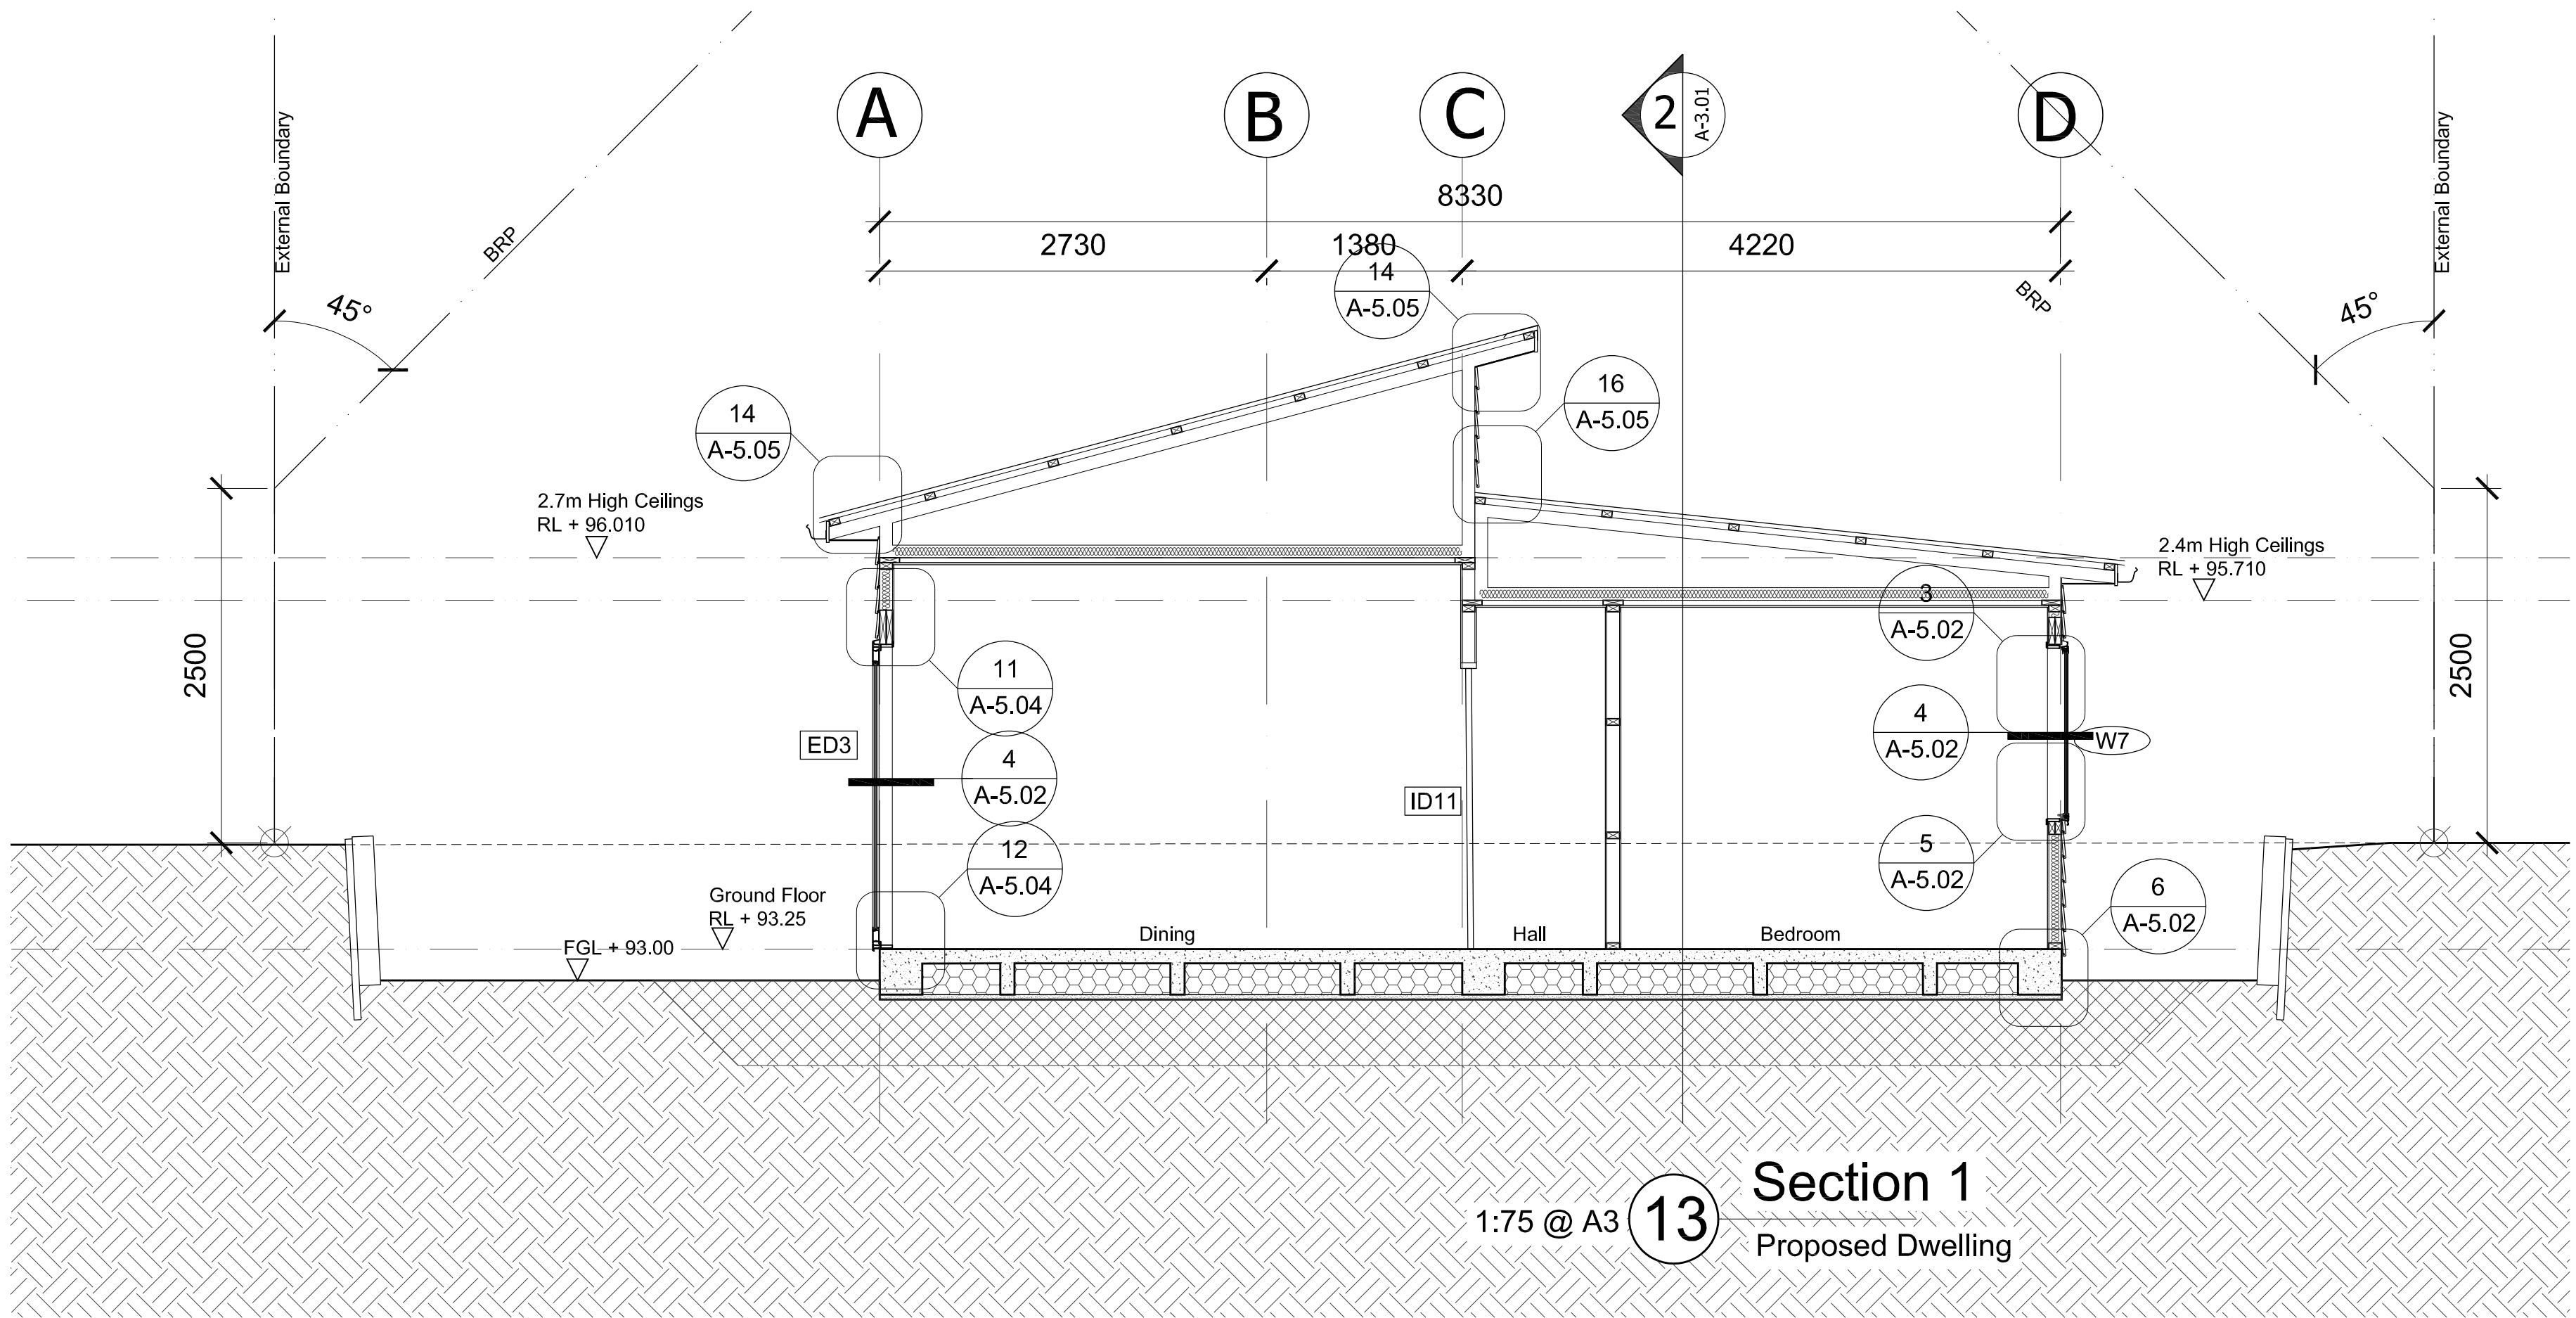 A
B
C
2
A-3.01
D
External Boundary
BRP
45°
8330
2730
1380
4220
14
A-5.05
BRP
45°
External Boundary
14
A-5.05
16
A-5.05
2.7m High Ceilings
RL + 96.010
2.4m High Ceilings
RL + 95.710
3
A-5.02
2500
11
A-5.04
2500
ED3
4
A-5.02
4
A-5.02
W7
ID11
12
A-5.04
5
A-5.02
6
A-5.02
Ground Floor
RL + 93.25
FGL + 93.00
Dining
Hall
Bedroom
1:75 @ A3
13
Section 1
Proposed Dwelling